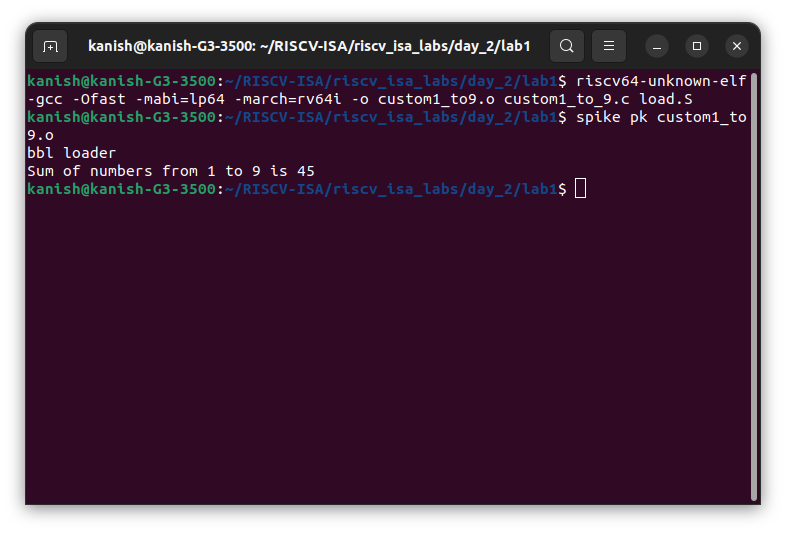 kanish@kanish-G3-3500: ~/RISCV-ISA/riscv_isa_labs/day_2/lab1
kanish@kanish-G3-3500:~/RISCV-ISA/riscv_isa_labs/day_2/lab1$ riscv64-unknown-elf
-gcc -Ofast -mabi=lp64 -march=rv64i -o custom1_to9.o custom1_to_9.c load.S
kanish@kanish-G3-3500:~/RISCV-ISA/riscv_isa_labs/day_2/lab1$ spike pk custom1_to
9.o
bbl loader
Sum of numbers from 1 to 9 is 45
kanish@kanish-G3-3500:~/RISCV-ISA/riscv_isa_labs/day_2/lab1$